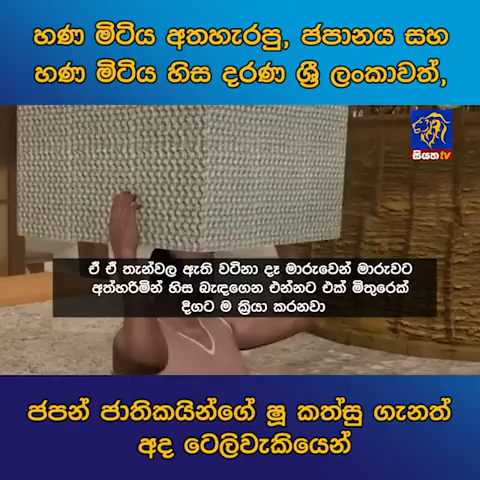 හණ මිටිය අතහැරපු, ජපානය සහ
හණ මිටිය හිස දරණ ශ්‍රී ලංකාවත්,
සියත tv
ඒ ඒ තැන්වල ඇති වටිනා දෑ මාරුවෙන් මාරුවට
අත්හරිමින් හිස බැඳගෙන එන්නට එක් මිතුරෙක්
දිගට ම ක්‍රියා කරනවා
ජපන් ජාතිකයින්ගේ ෂූ කත්සු ගැනත්
අද ටෙලිවැකියෙන්